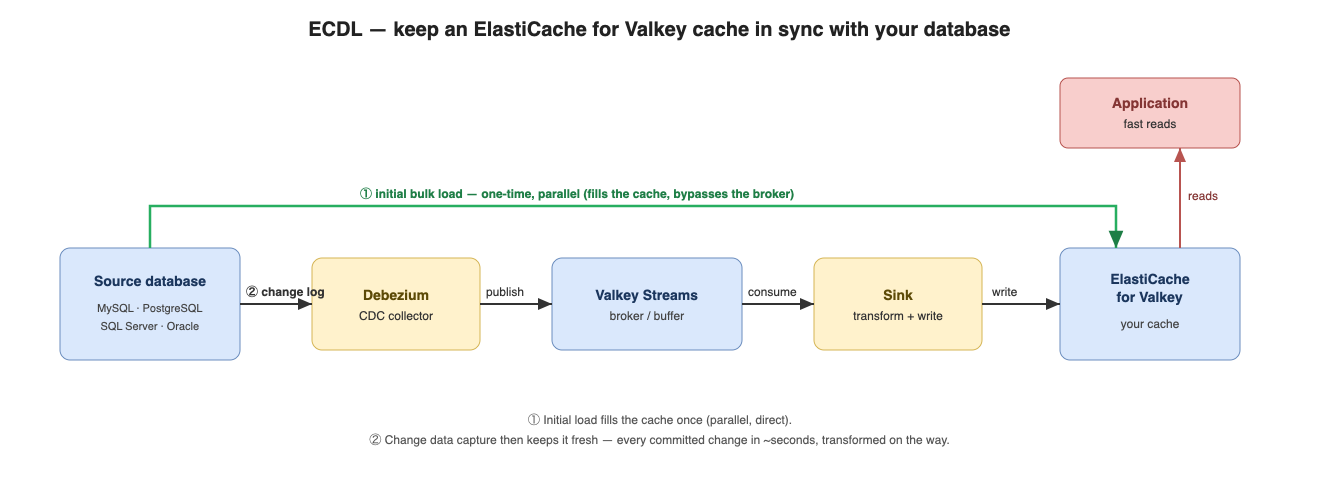 ECDL — keep an ElastiCache for Valkey cache in sync with your database
Application
fast reads
① initial bulk load — one-time, parallel (fills the cache, bypasses the broker)
reads
Source database
MySQL · PostgreSQL
SQL Server · Oracle
② change log
Debezium
CDC collector
publish
Valkey Streams
broker / buffer
consume
Sink
transform + write
write
ElastiCache
for Valkey
your cache
① Initial load fills the cache once (parallel, direct).
② Change data capture then keeps it fresh — every committed change in ~seconds, transformed on the way.